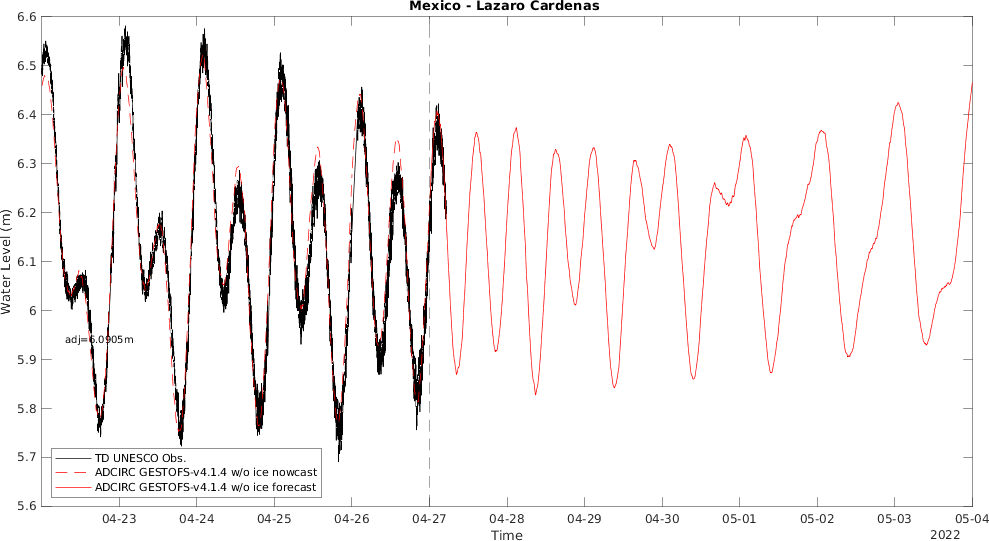 Mexico - Lazaro Cardenas
6.6
6.5
6.4
6.3
6.2
6.1
6
5.9
5.8
5.7
5.6
Water Level (m)
adj=6.0905m
TD UNESCO Obs.
ADCIRC GESTOFS-v4.1.4 w/o ice nowcast
ADCIRC GESTOFS-v4.1.4 w/o ice forecast
04-23 04-24 04-25 04-26 04-27 04-28 04-29 04-30 05-01 05-02 05-03 05-04
Time
2022